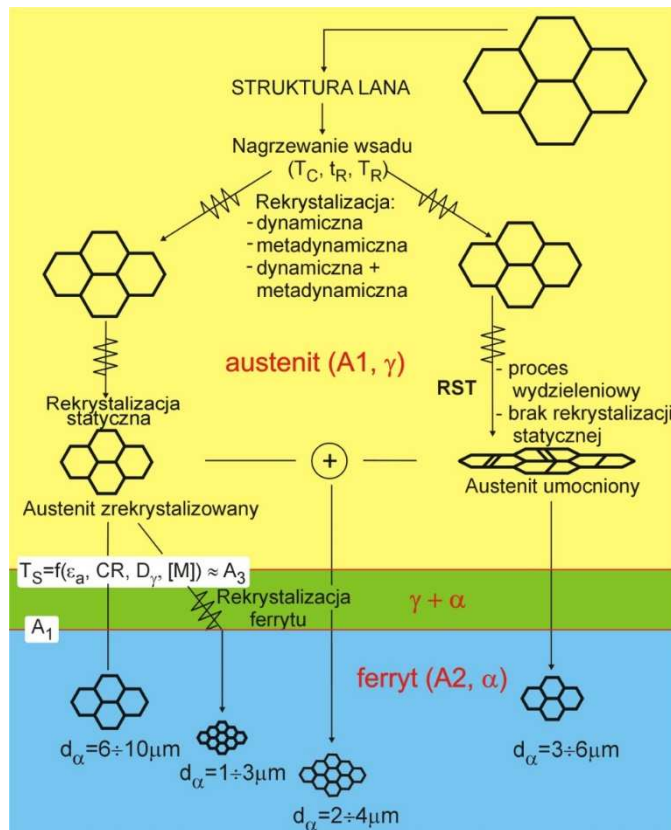 STRUKTURA LANA
Nagrzewanie wsadu
(T_C, t_R, T_R)
Rekrystalizacja:
- dynamiczna
- metadynamiczna
- dynamiczna +
metadynamiczna
austenit (A1, γ)
RST
- proces
wydzieleniowy
- brak rekrystalizacji
statycznej
Rekrystalizacja
statyczna
+
Austenit zrekrystalizowany
Austenit umocniony
T_S=f(ε_a, CR, D_γ, [M]) ≈ A_3
Rekrystalizacja
ferrytu
γ + α
A_1
ferryt (A2, α)
d_α=6÷10μm
d_α=1÷3μm
d_α=2÷4μm
d_α=3÷6μm